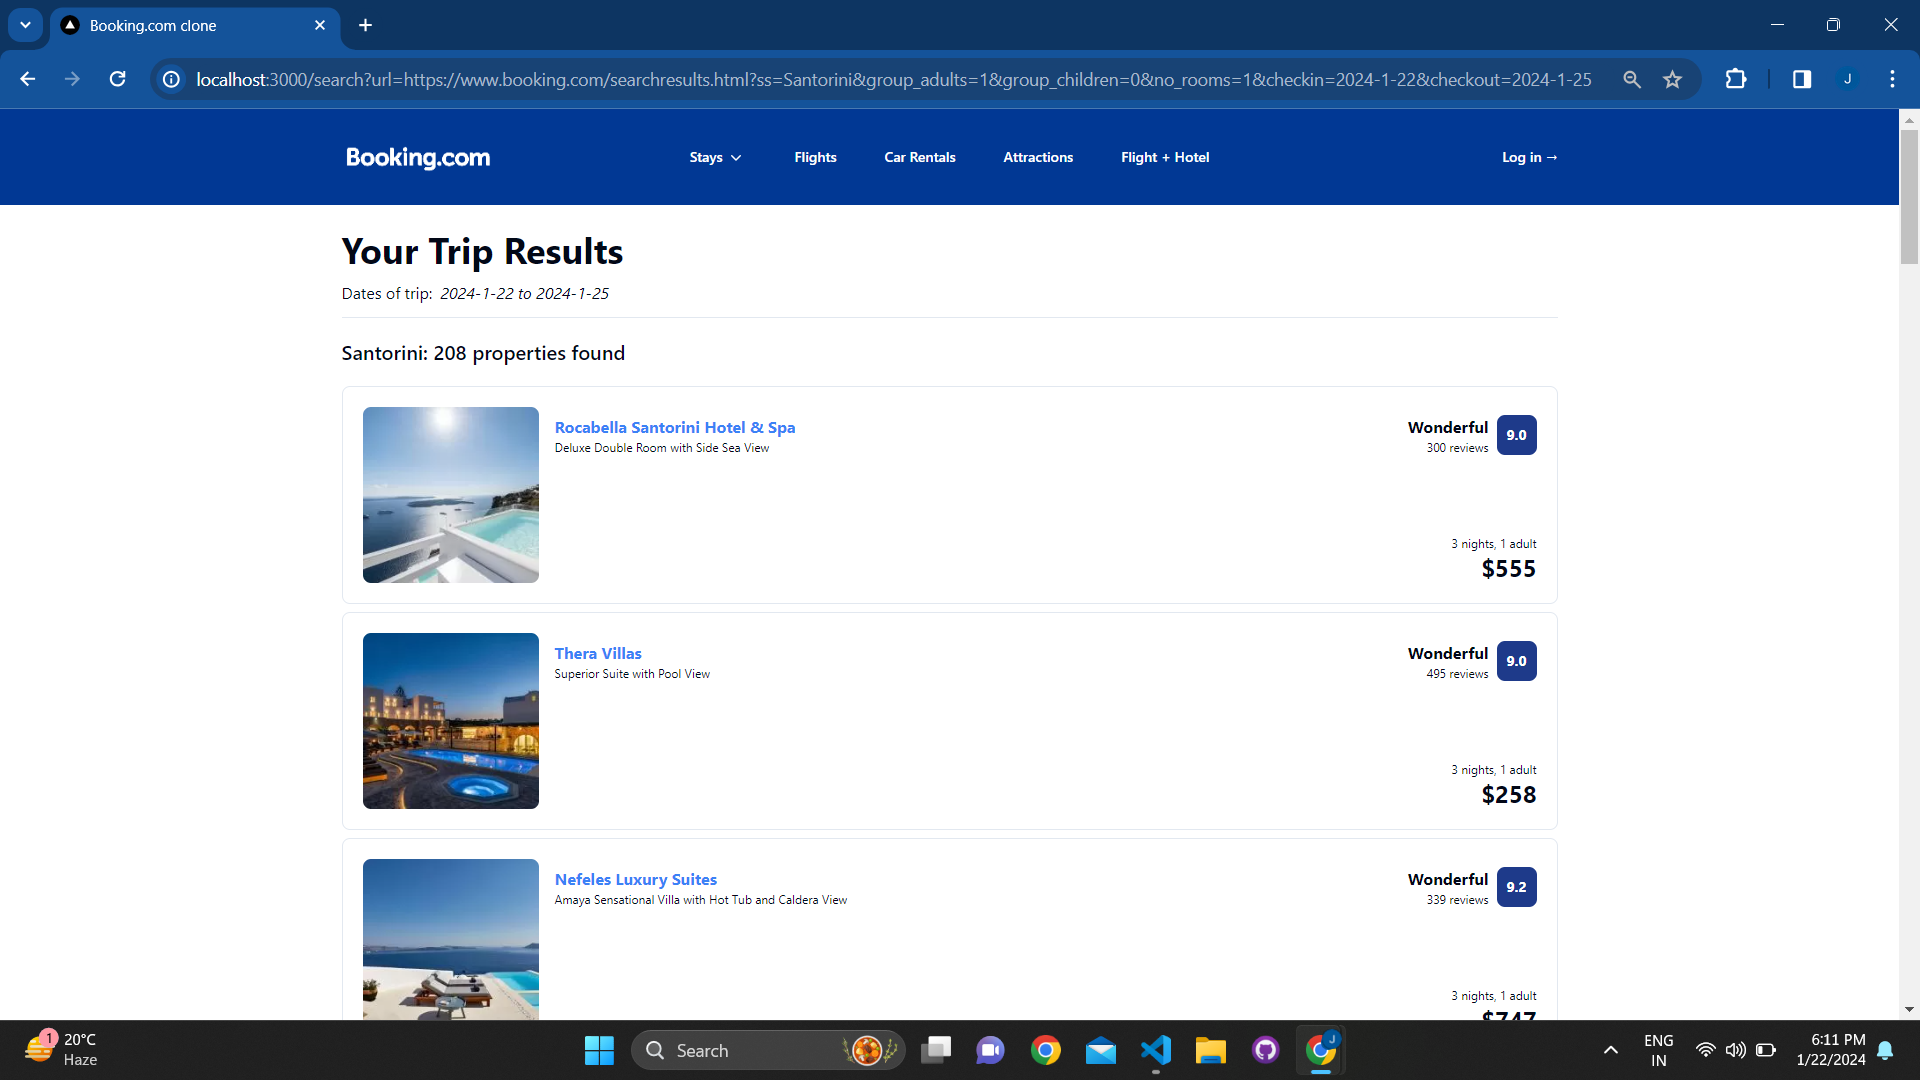 Booking.com clone
localhost:3000/search?url=https://www.booking.com/searchresults.html?ss=Santorini&group_adults=1&group_children=0&no_rooms=1&checkin=2024-1-22&checkout=2024-1-25
J
Booking.com
Stays
Flights
Car Rentals
Attractions
Flight + Hotel
Log in →
Your Trip Results
Dates of trip: 2024-1-22 to 2024-1-25
Santorini: 208 properties found
Rocabella Santorini Hotel & Spa
Deluxe Double Room with Side Sea View
Wonderful
300 reviews
9.0
3 nights, 1 adult
$555
Thera Villas
Superior Suite with Pool View
Wonderful
495 reviews
9.0
3 nights, 1 adult
$258
Nefeles Luxury Suites
Amaya Sensational Villa with Hot Tub and Caldera View
Wonderful
339 reviews
9.2
3 nights, 1 adult
$747
1
20°C
Haze
Search
J
ENG
IN
6:11 PM
1/22/2024